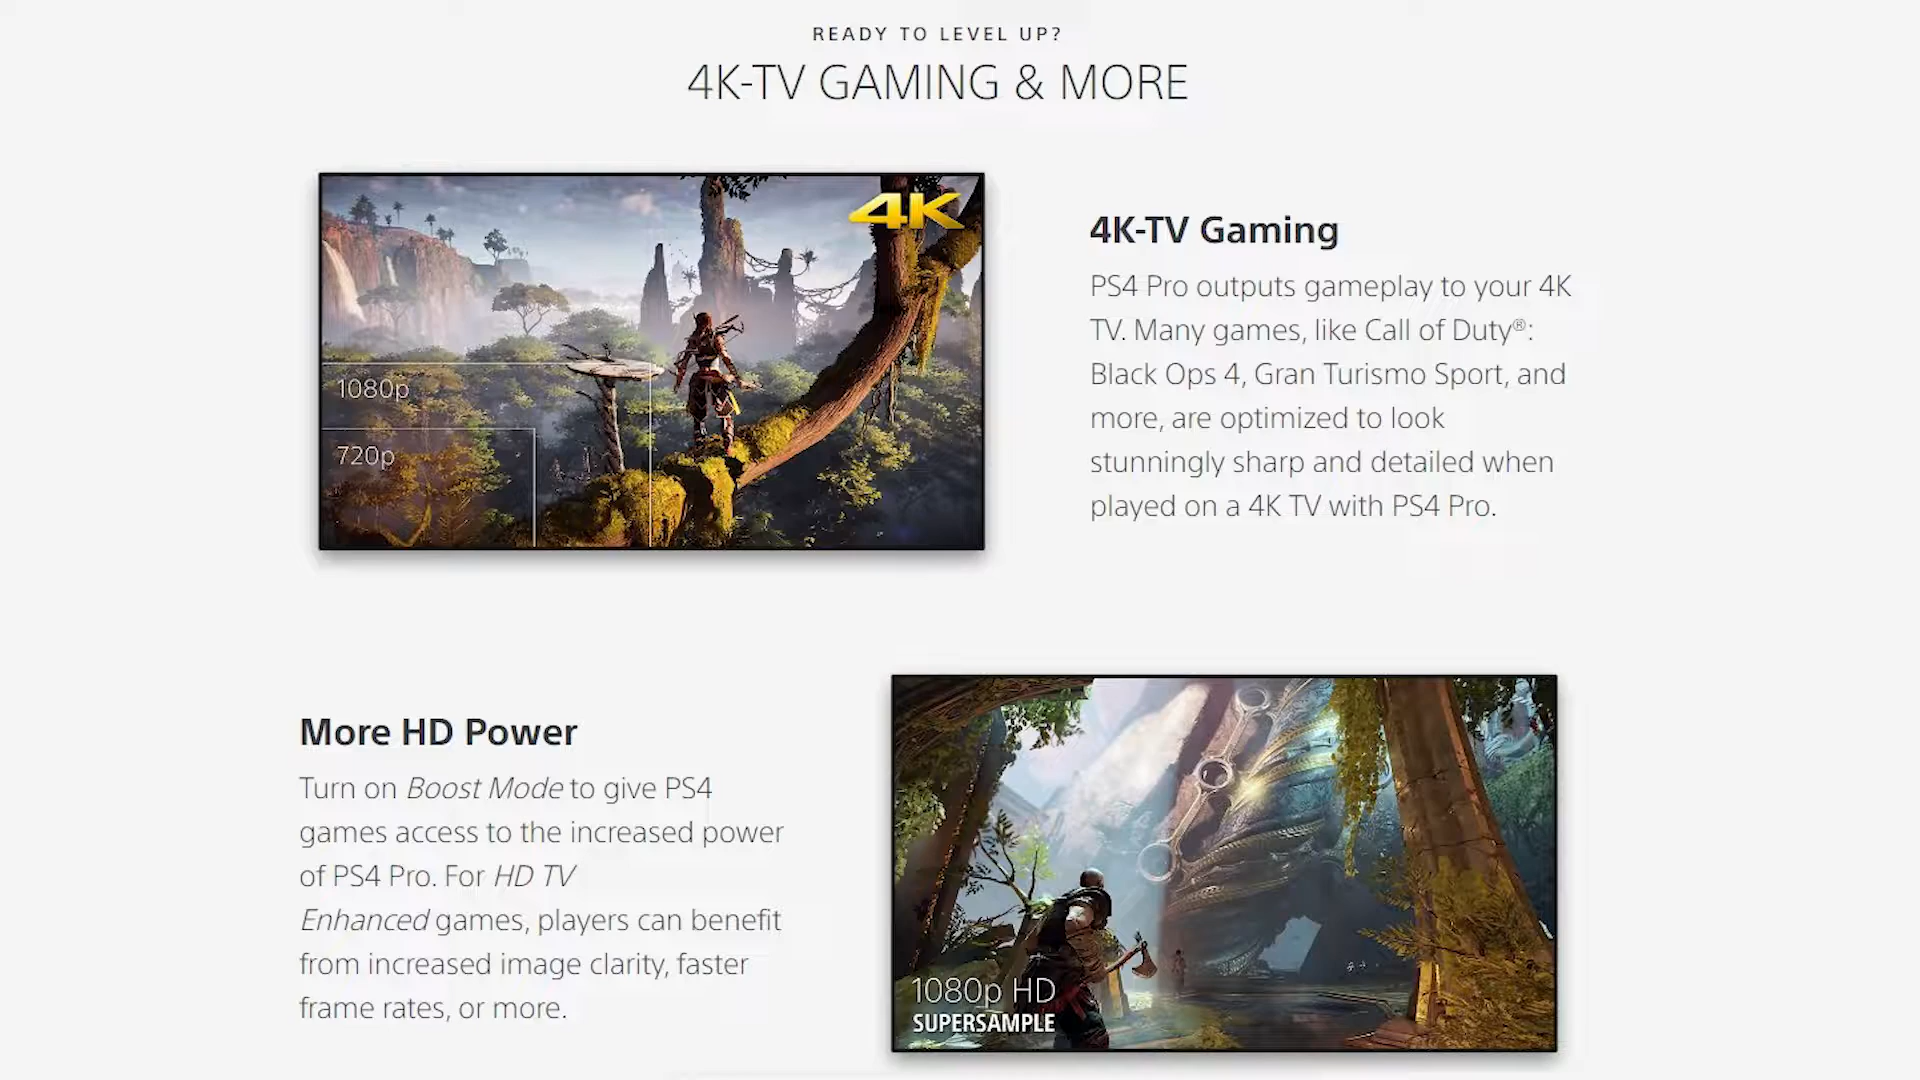 READY TO LEVEL UP?
4K-TV GAMING & MORE
4K
1080p
720p
4K-TV Gaming
PS4 Pro outputs gameplay to your 4K
TV. Many games, like Call of Duty®:
Black Ops 4, Gran Turismo Sport, and
more, are optimized to look
stunningly sharp and detailed when
played on a 4K TV with PS4 Pro.
More HD Power
Turn on Boost Mode to give PS4
games access to the increased power
of PS4 Pro. For HD TV
Enhanced games, players can benefit
from increased image clarity, faster
frame rates, or more.
1080p HD
SUPERSAMPLE